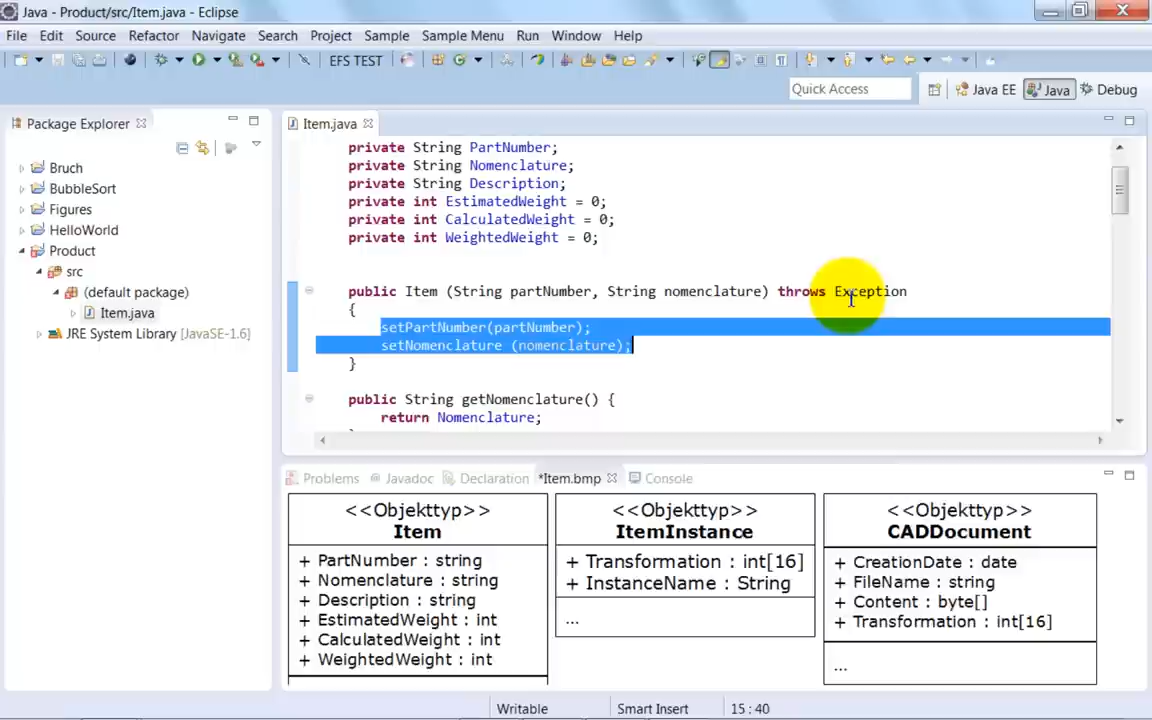 Java - Product/src/Item.java - Eclipse
File Edit Source Refactor Navigate Search Project Sample Sample Menu Run Window Help
EFS TEST
Quick Access
Java EE
Java
Debug
Package Explorer
Bruch
BubbleSort
Figures
HelloWorld
Product
src
(default package)
Item.java
JRE System Library [JavaSE-1.6]
Item.java
private String PartNumber;
private String Nomenclature;
private String Description;
private int EstimatedWeight = 0;
private int CalculatedWeight = 0;
private int WeightedWeight = 0;
public Item (String partNumber, String nomenclature) throws Exception
{
setPartNumber(partNumber);
setNomenclature (nomenclature);
}
public String getNomenclature() {
return Nomenclature;
Problems @ Javadoc Declaration *Item.bmp Console
<<Objekttyp>>
Item
+ PartNumber : string
+ Nomenclature : string
+ Description : string
+ EstimatedWeight : int
+ CalculatedWeight : int
+ WeightedWeight : int
<<Objekttyp>>
ItemInstance
+ Transformation : int[16]
+ InstanceName : String
...
<<Objekttyp>>
CADDocument
+ CreationDate : date
+ FileName : string
+ Content : byte[]
+ Transformation : int[16]
...
Writable
Smart Insert
15 : 40